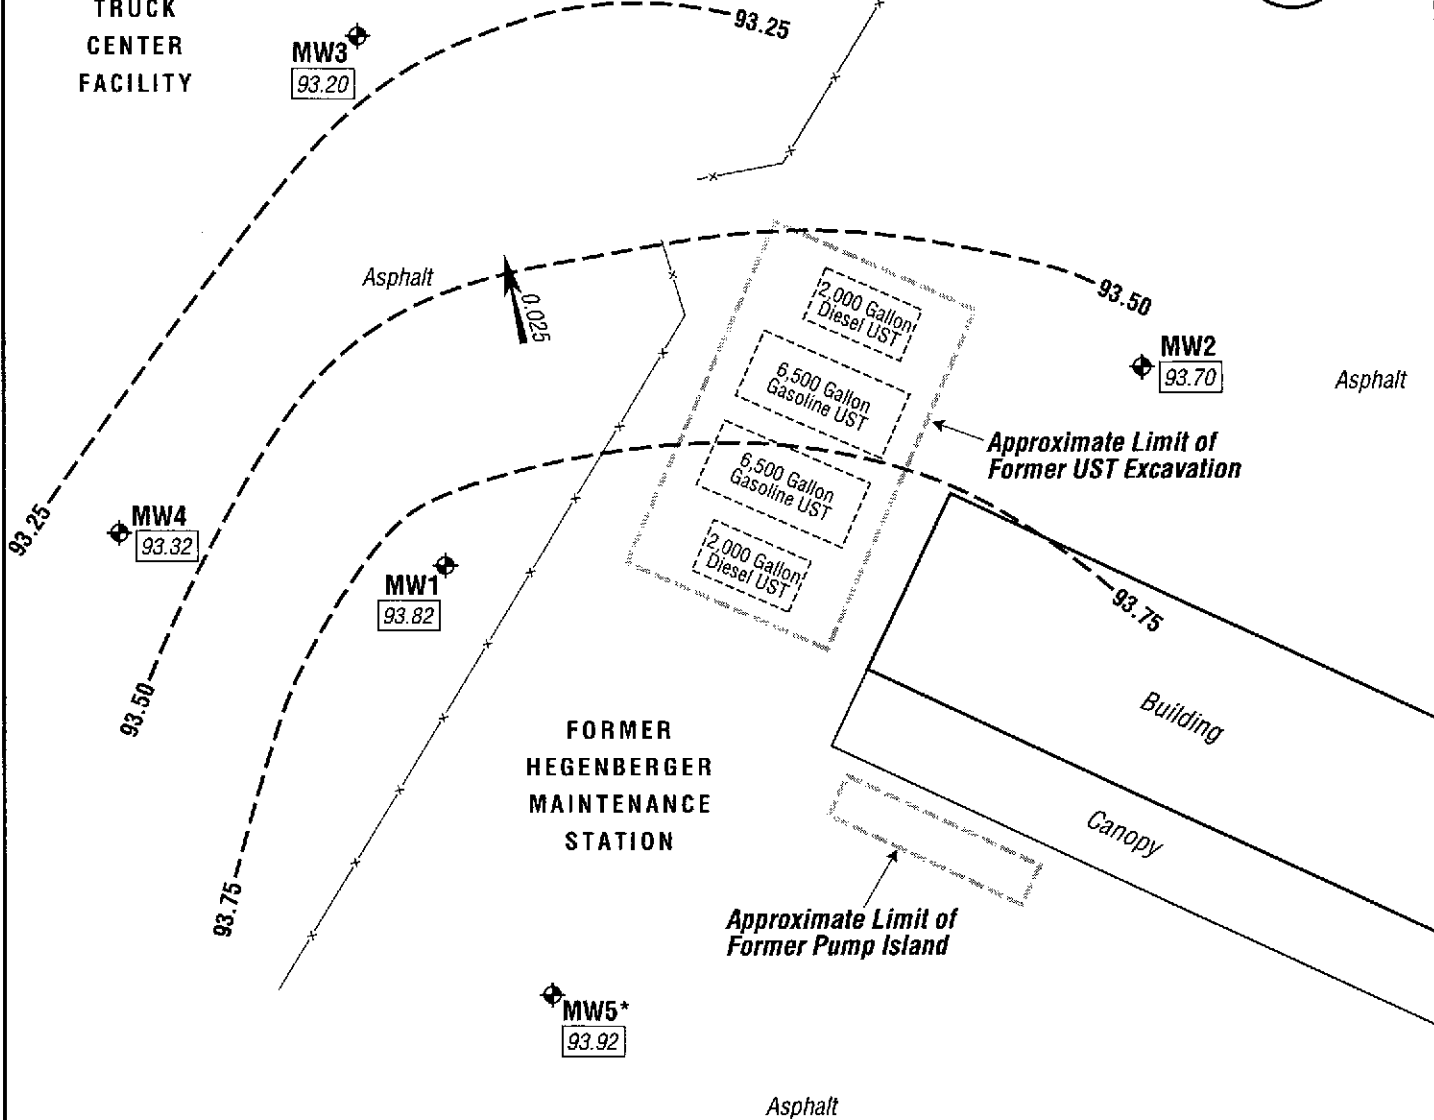 TRUCK
CENTER
FACILITY
MW3
93.20
93.25
Asphalt
0.025
2,000 Gallon
Diesel UST
93.50
MW2
93.70
Asphalt
6,500 Gallon
Gasoline UST
Approximate Limit of
Former UST Excavation
6,500 Gallon
Gasoline UST
93.25
MW4
93.32
2,000 Gallon
Diesel UST
MW1
93.82
93.75
93.50
Building
FORMER
HEGENBERGER
MAINTENANCE
STATION
Canopy
93.75
Approximate Limit of
Former Pump Island
MW5*
93.92
Asphalt